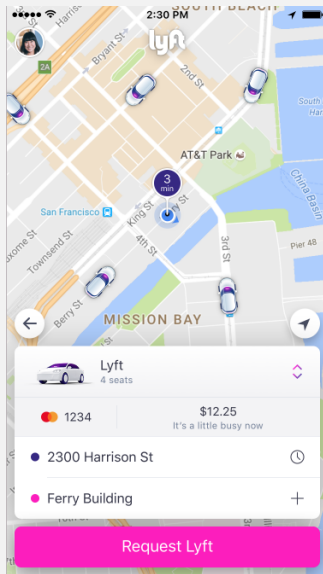 2:30 PM
SOUTH BEACH
lyft
Bryant St
2nd St
2A
South
AT&T Park
3
min
San Francisco
King St
4th St
3rd St
China Basin
Pier 48
Townsend St
Berry St
MISSION BAY
Lyft
4 seats
1234
$12.25
It's a little busy now
2300 Harrison St
Ferry Building
Request Lyft